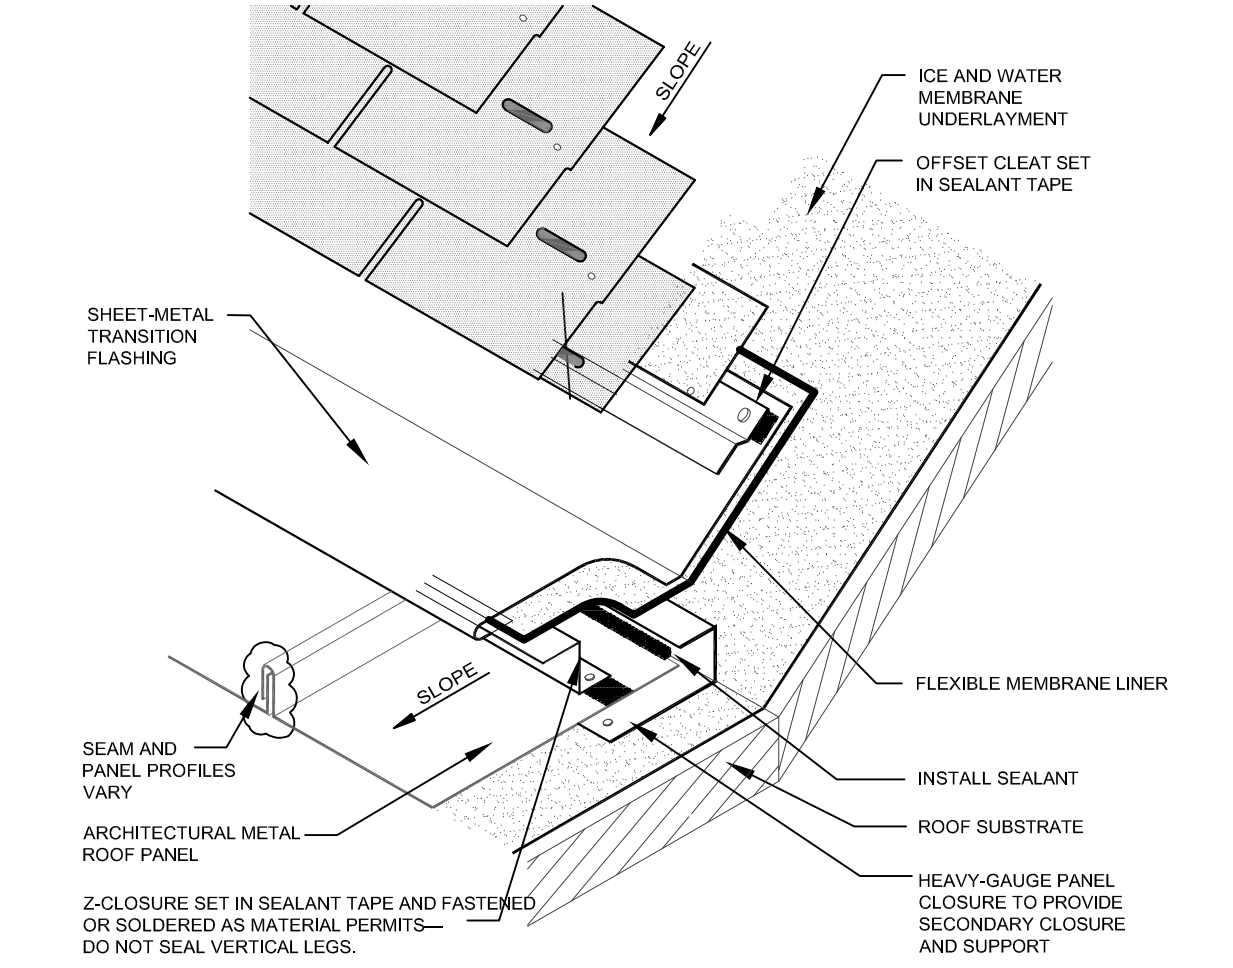 SLOPE
ICE AND WATER
MEMBRANE
UNDERLAYMENT
OFFSET CLEAT SET
IN SEALANT TAPE
SHEET-METAL
TRANSITION
FLASHING
SLOPE
FLEXIBLE MEMBRANE LINER
SEAM AND
PANEL PROFILES
VARY
INSTALL SEALANT
ARCHITECTURAL METAL
ROOF PANEL
ROOF SUBSTRATE
Z-CLOSURE SET IN SEALANT TAPE AND FASTENED
OR SOLDERED AS MATERIAL PERMITS—
DO NOT SEAL VERTICAL LEGS.
HEAVY-GAUGE PANEL
CLOSURE TO PROVIDE
SECONDARY CLOSURE
AND SUPPORT